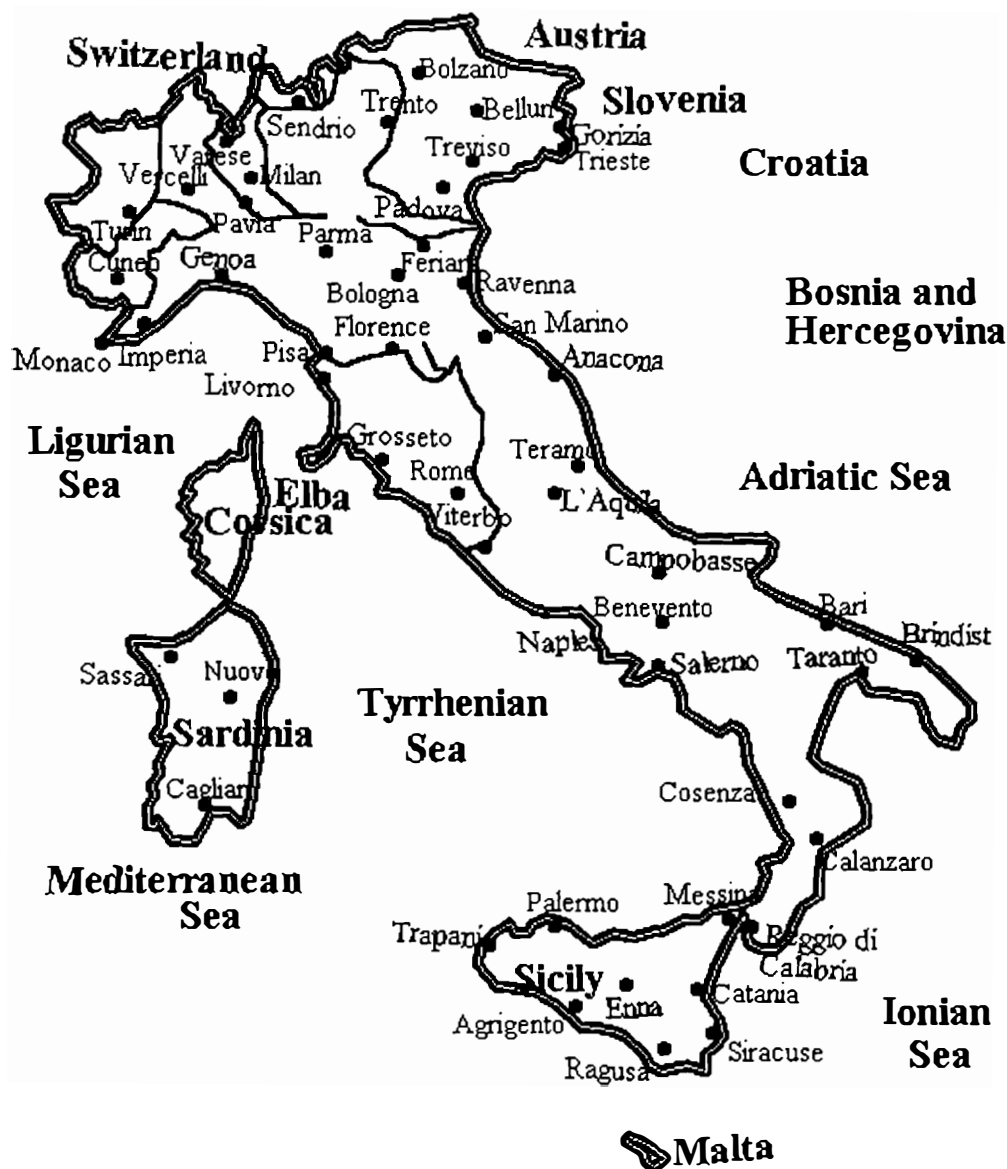 Switzerland
Austria
Bolzano
Slovenia
Trento
Bellun
Sendrio
Gorizia
Varese
Treviso
Trieste
Croatia
Vercelli
Milan
Padova
Turin
Pavia
Parma
Cuneo
Genoa
Feriar
Bologna
Ravenna
Bosnia and
Hercegovina
Florence
San Marino
Monaco
Imperia
Pisa
Anacona
Livorno
Ligurian
Sea
Grosseto
Teramo
Rome
Adriatic Sea
Elba
Corsica
Viterbo
L'Aquila
Campobasse
Benevento
Bari
Naples
Brindist
Sassari
Nuovo
Salerno
Taranto
Tyrrhenian
Sea
Sardinia
Cagliari
Cosenza
Calanzaro
Mediterranean
Sea
Messina
Palermo
Trapani
Reggio di
Calabria
Sicily
Enna
Catania
Agrigento
Ionian
Sea
Siracuse
Ragusa
Malta